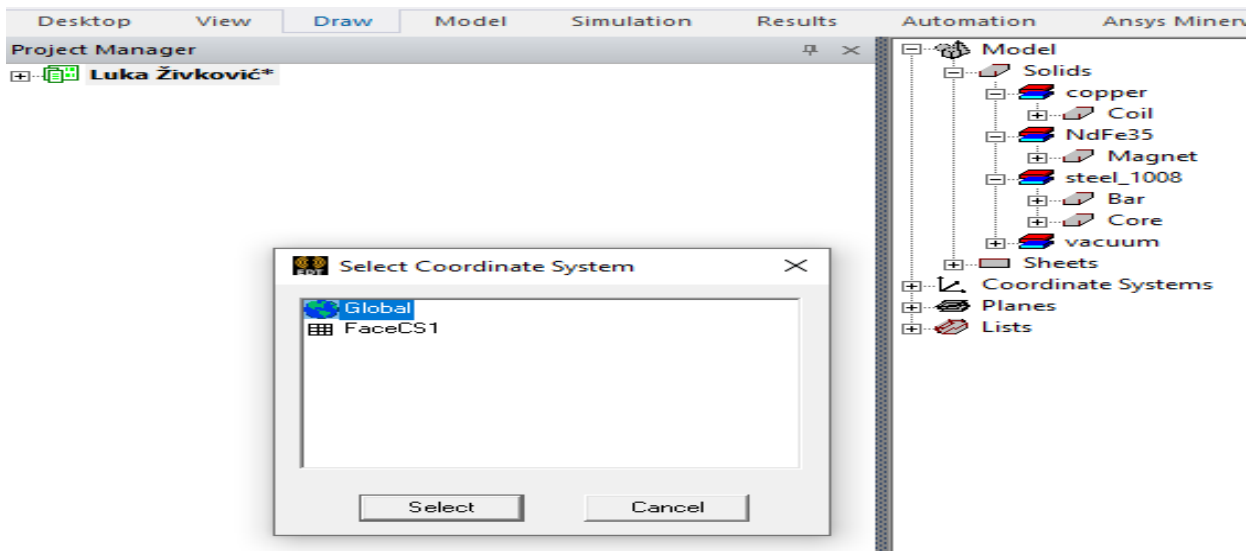 Desktop View Draw Model Simulation Results Automation Ansys Minerv
Project Manager
Luka Živković*
Select Coordinate System
Global
FaceCS1
Select Cancel
Model
Solids
copper
Coil
NdFe35
Magnet
steel_1008
Bar
Core
vacuum
Sheets
Coordinate Systems
Planes
Lists